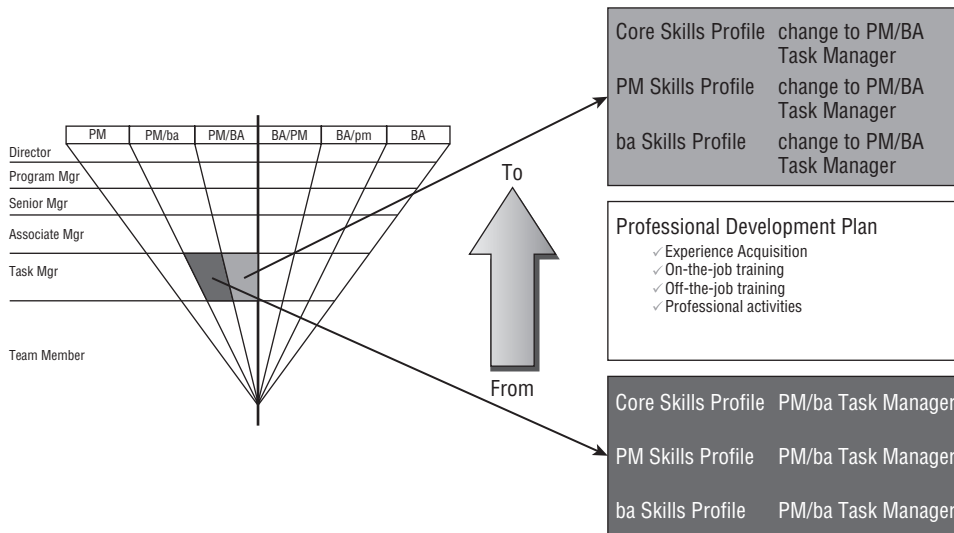 PM PM/ba PM/BA BA/PM BA/pm BA
Director
Program Mgr
Senior Mgr
Associate Mgr
Task Mgr
Team Member
To
From
Core Skills Profile change to PM/BA
Task Manager
PM Skills Profile change to PM/BA
Task Manager
ba Skills Profile change to PM/BA
Task Manager
Professional Development Plan
✓Experience Acquisition
✓On-the-job training
✓Off-the-job training
✓Professional activities
Core Skills Profile PM/ba Task Manager
PM Skills Profile PM/ba Task Manager
ba Skills Profile PM/ba Task Manager